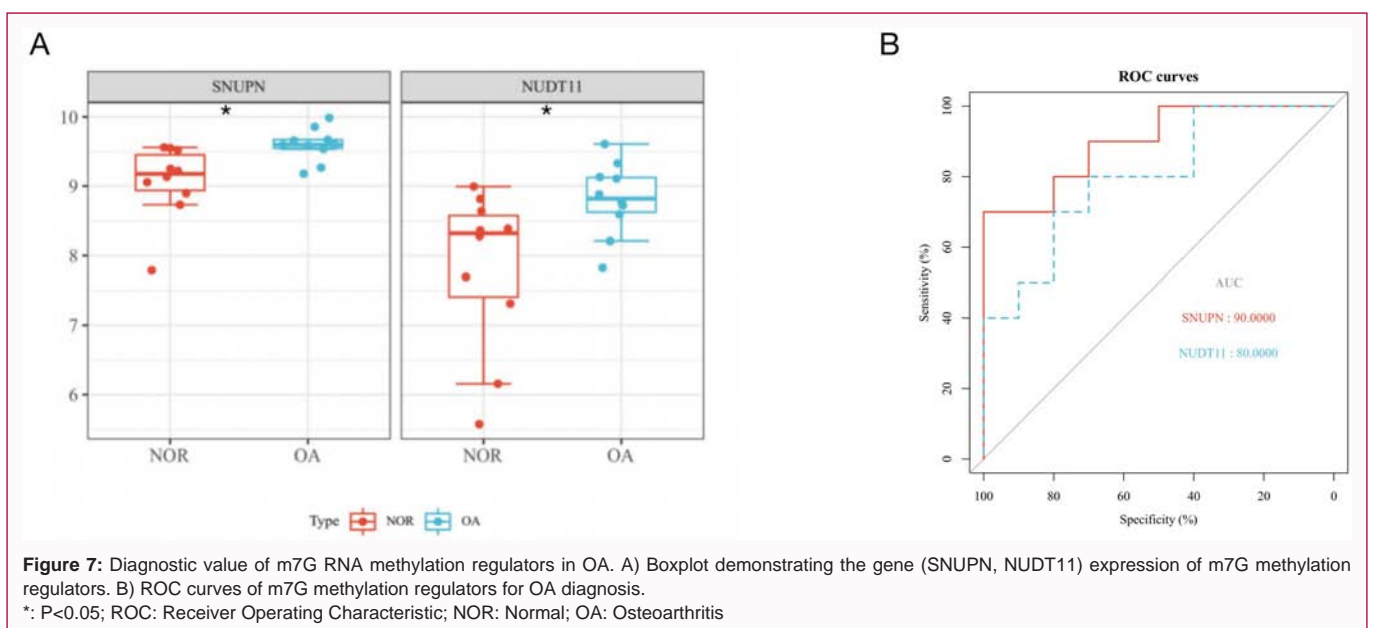 A
SNUPN
NUDT11
*
*
10
9
8
7
6
NOR
OA
NOR
OA
Type NOR OA
B
ROC curves
Sensitivity (%)
100
80
60
40
20
0
AUC
SNUPN : 90.0000
NUDT11 : 80.0000
100 80 60 40 20 0
Specificity (%)
Figure 7: Diagnostic value of m7G RNA methylation regulators in OA. A) Boxplot demonstrating the gene (SNUPN, NUDT11) expression of m7G methylation
regulators. B) ROC curves of m7G methylation regulators for OA diagnosis.
*: P<0.05; ROC: Receiver Operating Characteristic; NOR: Normal; OA: Osteoarthritis